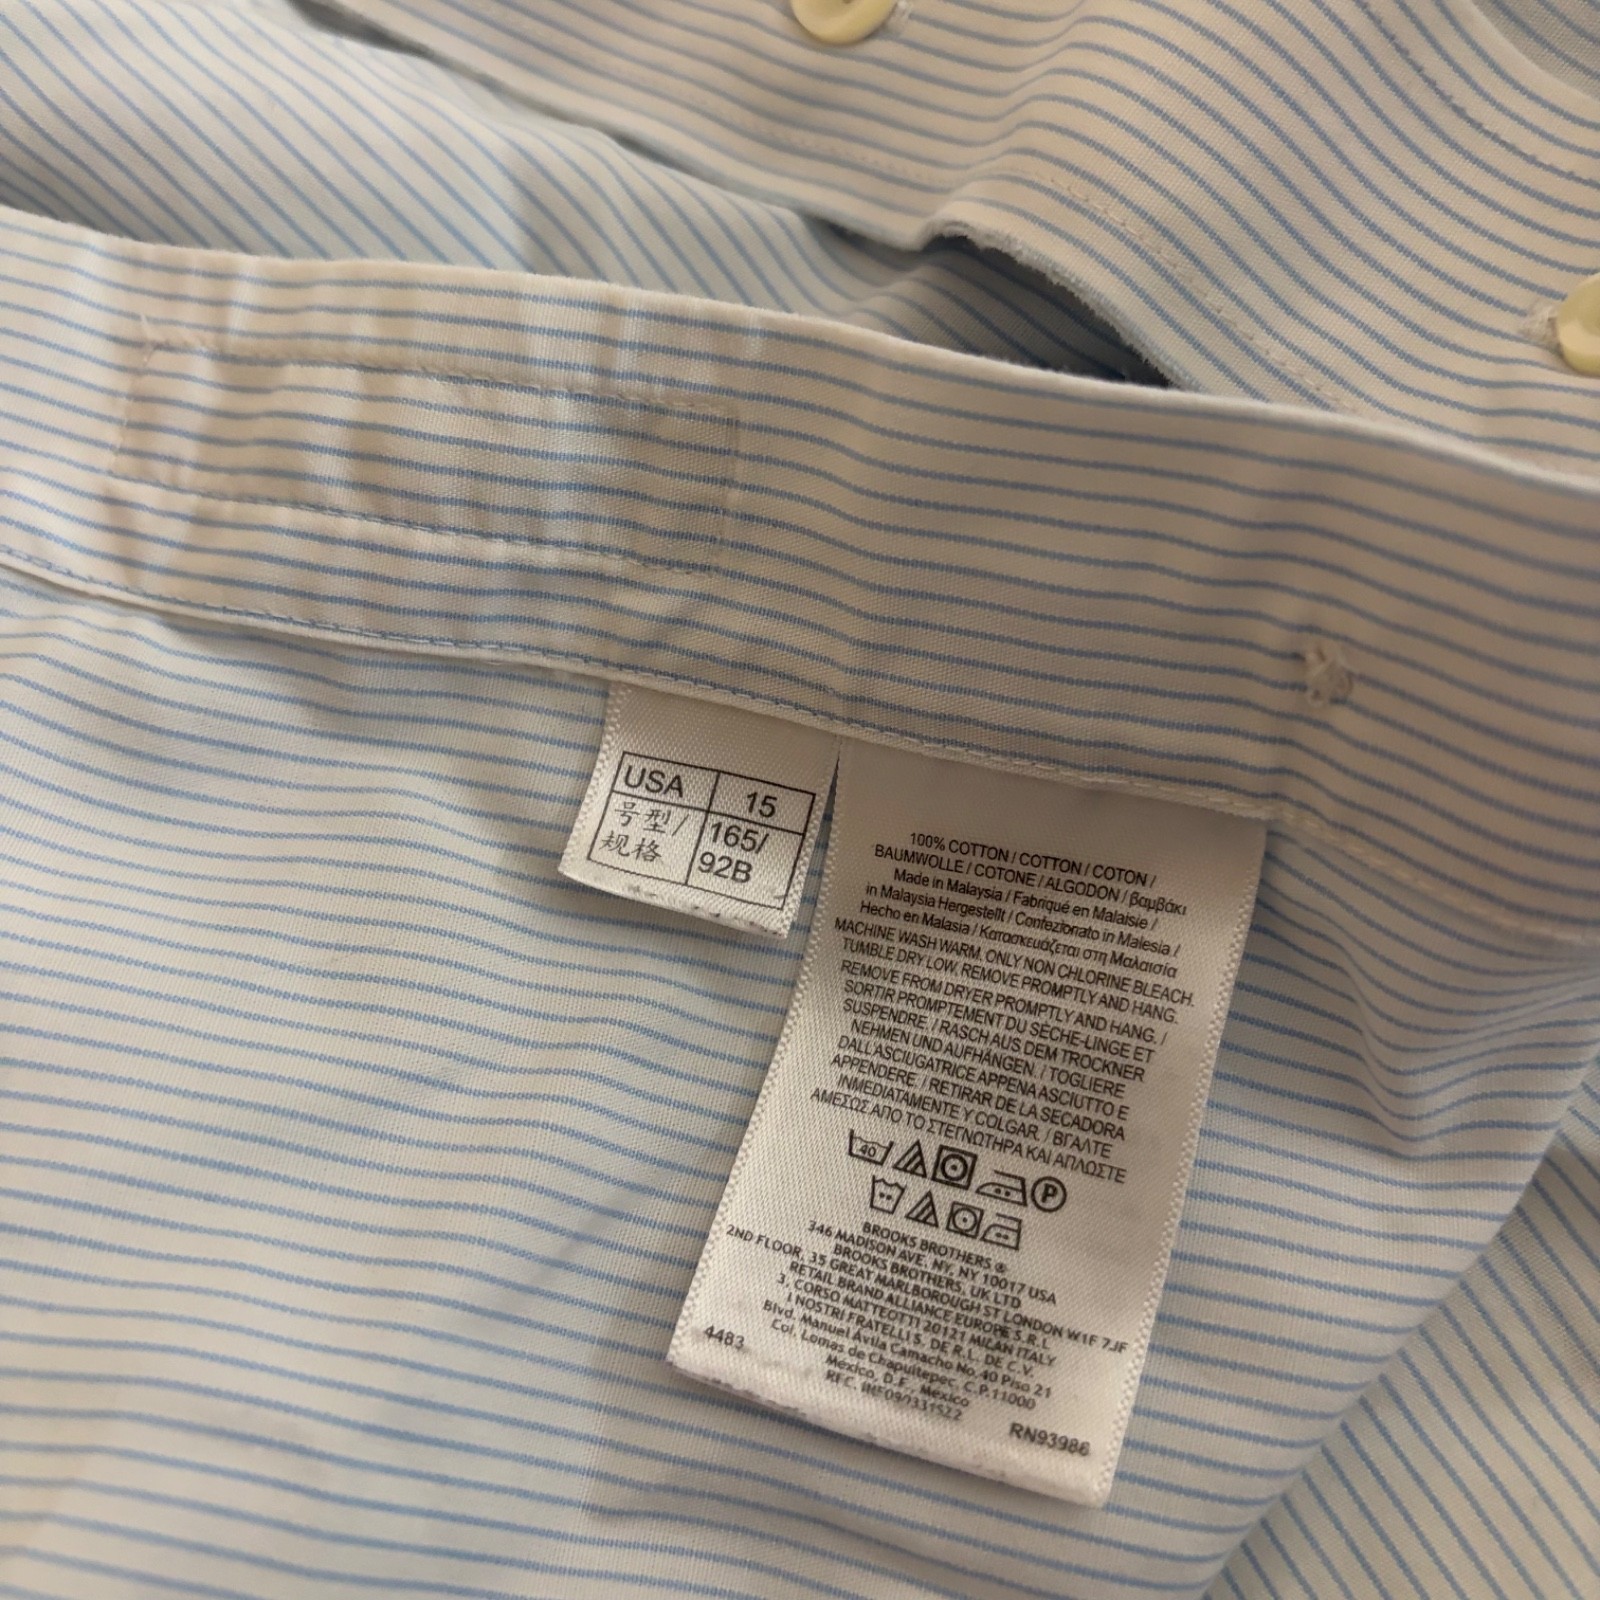 USA 15
号型/ 165/
规格 92B
100% COTTON / COTTON / COTON /
BAUMWOLLE / COTONE / ALGODON / βαμβάκι
Made in Malaysia / Fabriqué en Malaisie /
in Malaysia Hergestellt / Confezionato in Malesia /
Hecho en Malasia / Κατασκευάζεται στη Μαλαισία
MACHINE WASH WARM. ONLY NON CHLORINE BLEACH.
TUMBLE DRY LOW. REMOVE PROMPTLY AND HANG.
REMOVE FROM DRYER PROMPTLY AND HANG. /
SORTIR PROMPTEMENT DU SÈCHE-LINGE ET
SUSPENDRE. / RASCH AUS DEM TROCKNER
NEHMEN UND AUFHÄNGEN. / TOGLIERE
DALL'ASCIUGATRICE APPENA ASCIUTTO E
APPENDERE. / RETIRAR DE LA SECADORA
INMEDIATAMENTE Y COLGAR. / ΒΓΑΛΤΕ
ΑΜΕΣΩΣ ΑΠΟ ΤΟ ΣΤΕΓΝΩΤΗΡΑ ΚΑΙ ΑΠΛΩΣΤΕ
40 P
BROOKS BROTHERS ®
346 MADISON AVE, NY, NY 10017 USA
BROOKS BROTHERS, UK LTD
2ND FLOOR, 35 GREAT MARLBOROUGH ST LONDON W1F 7JF
RETAIL BRAND ALLIANCE EUROPE S.R.L
3, CORSO MATTEOTTI 20121 MILAN ITALY
I NOSTRI FRATELLI S. DE R.L. DE C.V.
Blvd. Manuel Ávila Camacho No. 40 Piso 21
Col. Lomas de Chapultepec, C.P.11000
México, D.F., México
RFC. INF090331SZ2
4483
RN93986